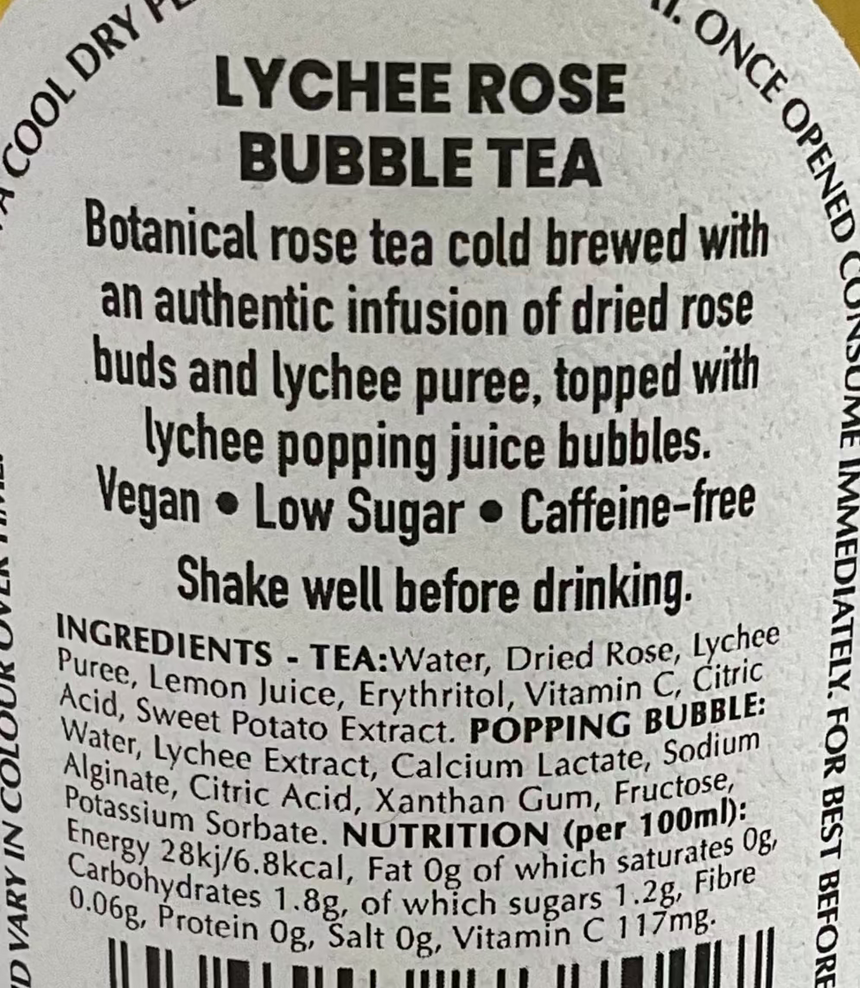 A COOL DRY
. ONCE OPENED CONSUME IMMEDIATELY. FOR BEST BEFORE
LYCHEE ROSE
BUBBLE TEA
Botanical rose tea cold brewed with
an authentic infusion of dried rose
buds and lychee puree, topped with
lychee popping juice bubbles.
Vegan • Low Sugar • Caffeine-free
Shake well before drinking.
INGREDIENTS - TEA:Water, Dried Rose, Lychee
Puree, Lemon Juice, Erythritol, Vitamin C, Citric
Acid, Sweet Potato Extract. POPPING BUBBLE:
Water, Lychee Extract, Calcium Lactate, Sodium
Alginate, Citric Acid, Xanthan Gum, Fructose,
Potassium Sorbate. NUTRITION (per 100ml):
Energy 28kj/6.8kcal, Fat 0g of which saturates 0g,
Carbohydrates 1.8g, of which sugars 1.2g, Fibre
0.06g, Protein 0g, Salt 0g, Vitamin C 117mg.
VARY IN COLOUR OVER